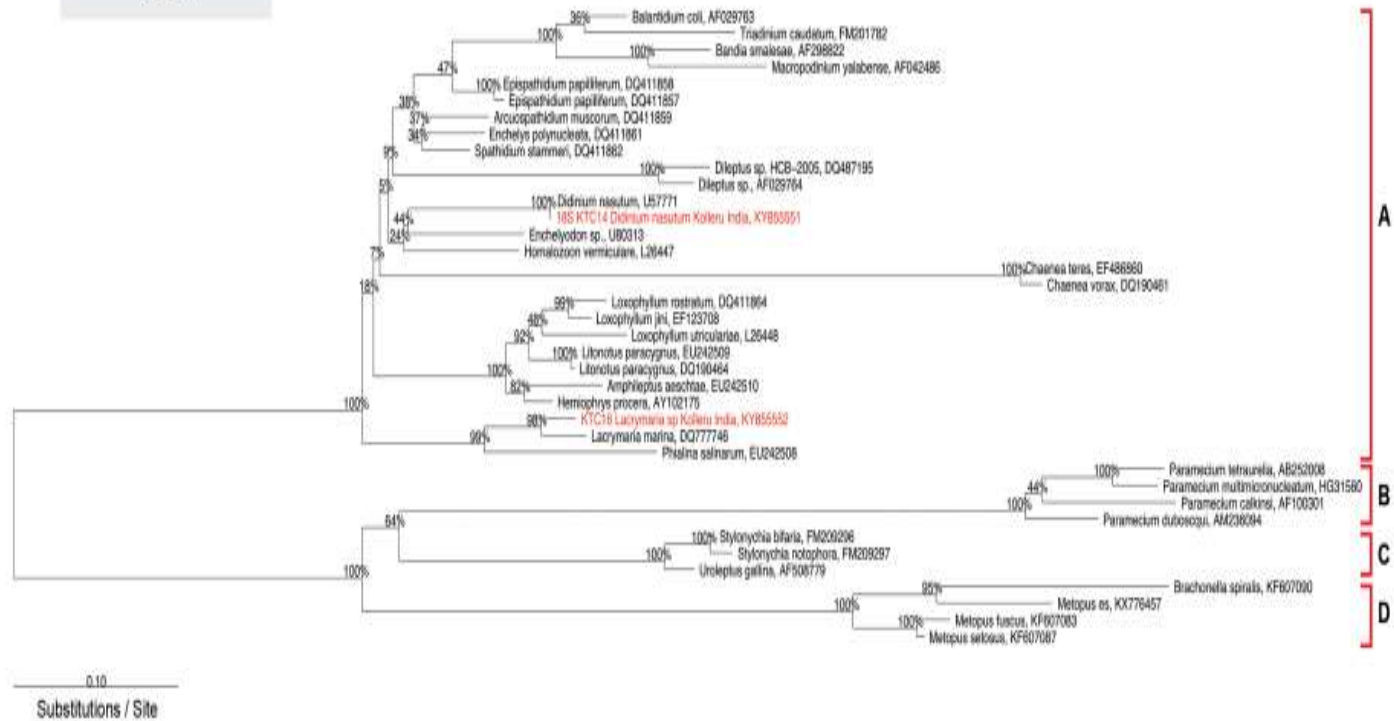 36% Balantidium coli, AF029763
100% Triadinium caudatum, FM201782
100% Bandia smalesae, AF298822
47% Macropodinium yalabense, AF042486
100% Epispathidium papilliferum, DQ411858
38% Epispathidium papilliferum, DQ411857
37% Arcuospathidium muscorum, DQ411859
34% Enchelys polynucleata, DQ411861
9% Spathidium stammeri, DQ411862
100% Dileptus sp. HCB-2005, DQ487195
5% Dileptus sp., AF029764
100% Didinium nasutum, U57771
44% 18S KTC14 Didinium nasutum Kolleru India, KY855551
24% Enchelyodon sp., U80313
7% Homalozoon vermiculare, L26447
100% Chaenea teres, EF486860
18% Chaenea vorax, DQ190461
99% Loxophyllum rostratum, DQ411864
48% Loxophyllum jini, EF123708
92% Loxophyllum utriculariae, L26448
100% Litonotus paracygnus, EU242509
100% Litonotus paracygnus, DQ190464
82% Amphileptus aeschtae, EU242510
100% Hemiophrys procera, AY102175
98% KTC18 Lacrymaria sp Kolleru India, KY855552
99% Lacrymaria marina, DQ777746
Phialina salinarum, EU242508
A
100% Paramecium tetraurelia, AB252008
44% Paramecium multimicronucleatum, HG31560
100% Paramecium calkinsi, AF100301
64% Paramecium duboscqui, AM236094
B
100% Stylonychia bifaria, FM209296
100% Stylonychia notophora, FM209297
100% Uroleptus gallina, AF508779
C
95% Brachonella spiralis, KF607090
100% Metopus es, KX776457
100% Metopus fuscus, KF607083
Metopus setosus, KF607087
D
0.10
Substitutions / Site